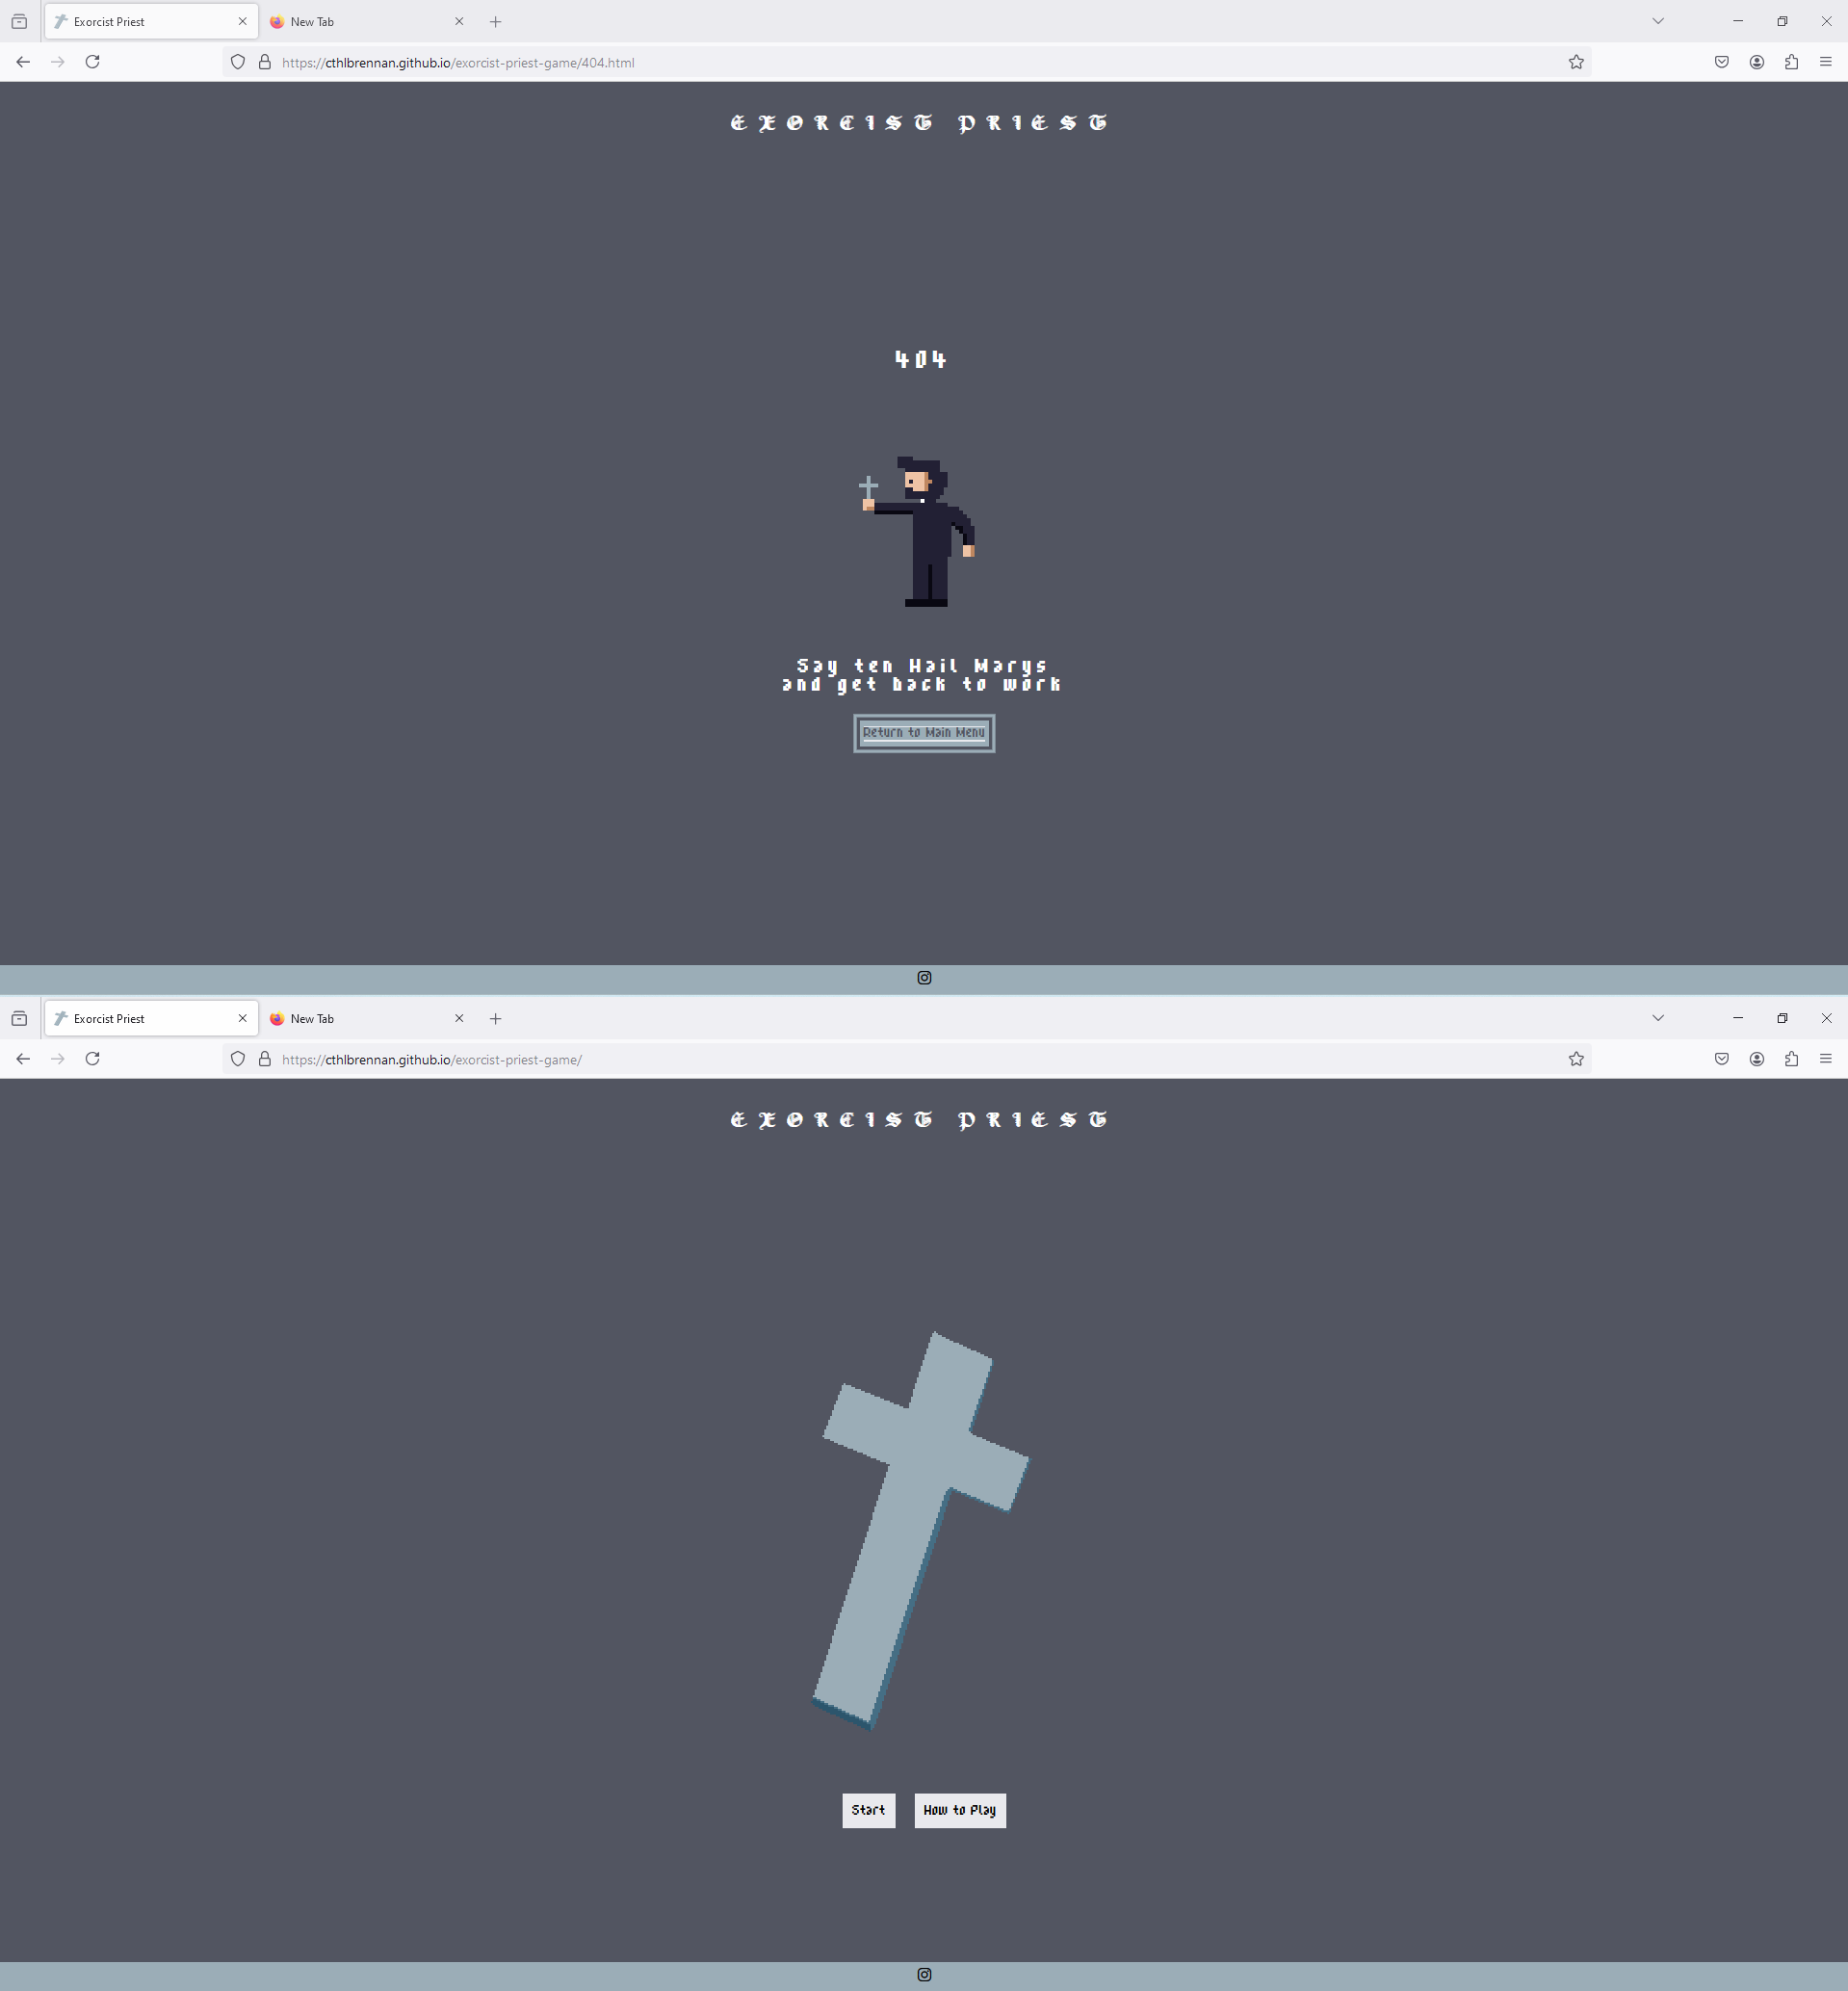 Exorcist Priest
New Tab
https://cthlbrennan.github.io/exorcist-priest-game/404.html
EXORCIST PRIEST
404
Say ten Hail Marys
and get back to work
Return to Main Menu
Exorcist Priest
New Tab
https://cthlbrennan.github.io/exorcist-priest-game/
EXORCIST PRIEST
Start
How to Play